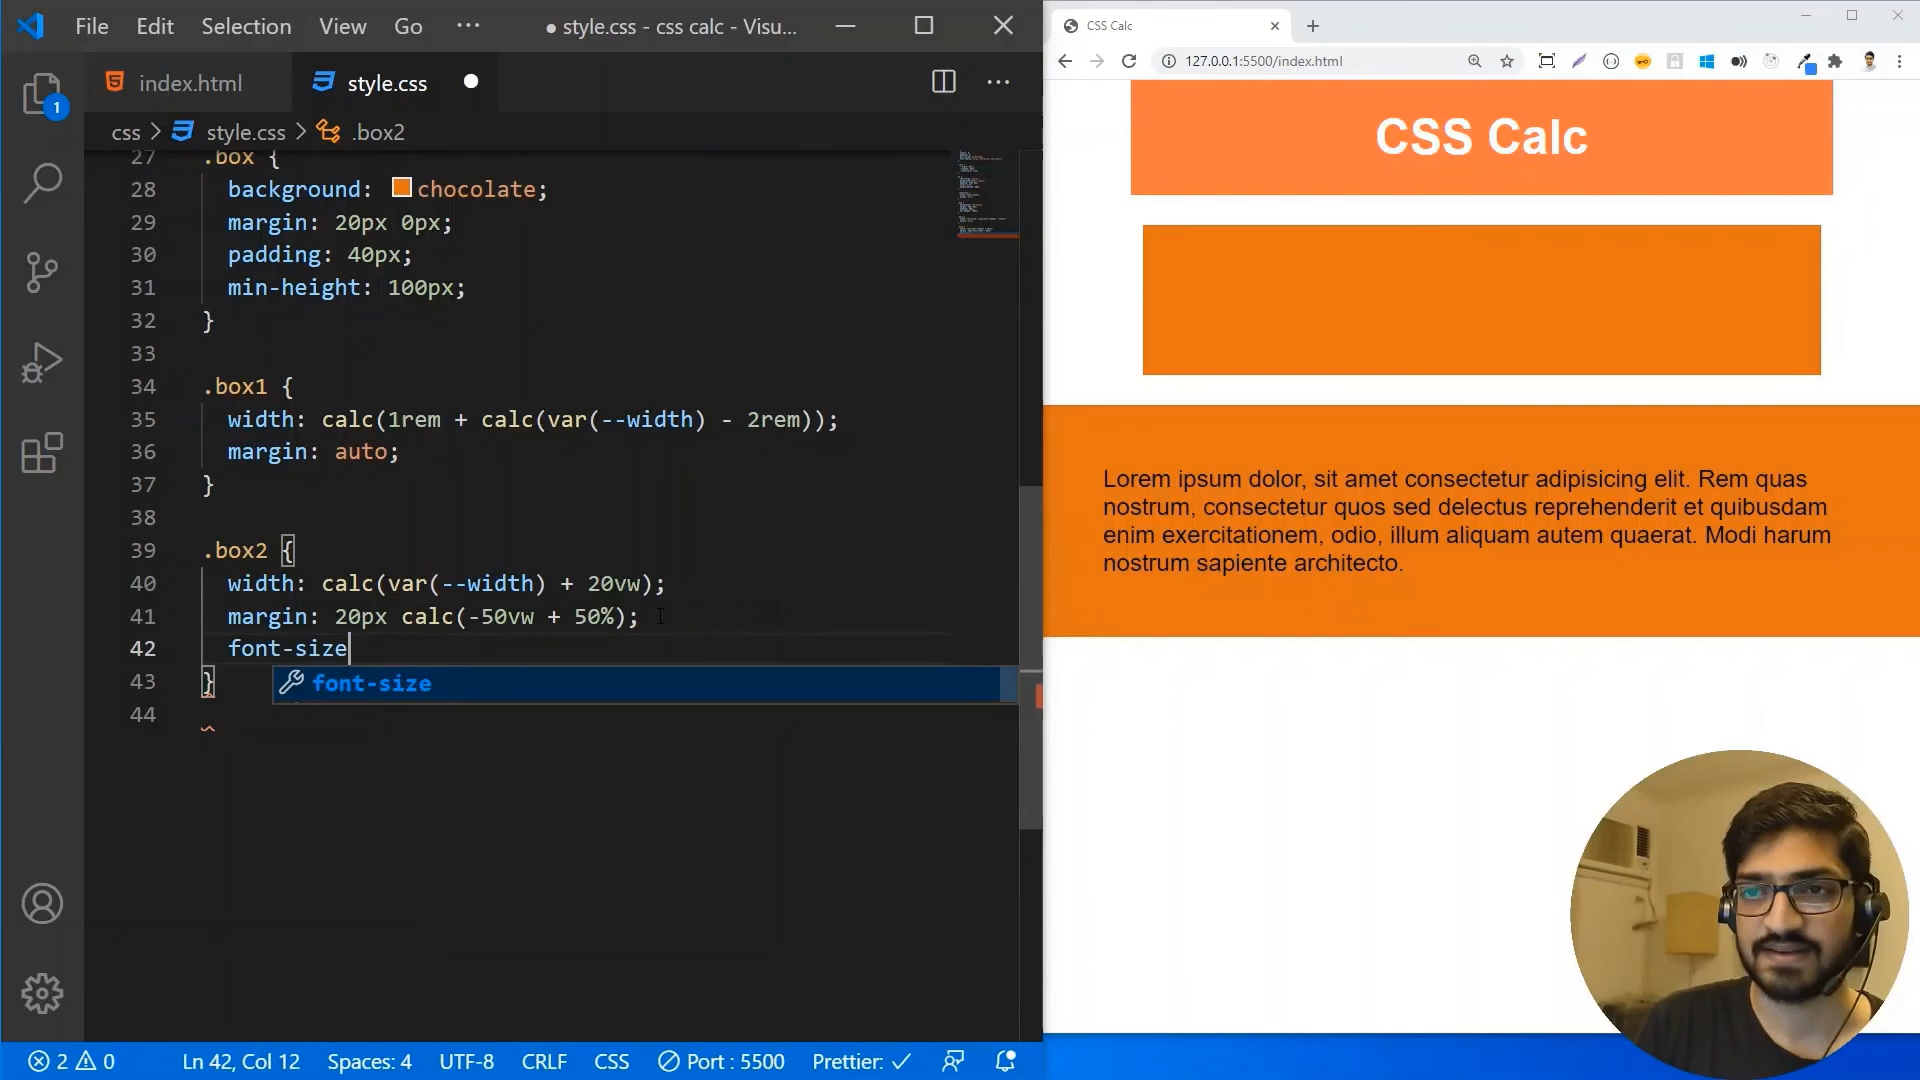 File Edit Selection View Go ··· ● style.css - css calc - Visu...
index.html style.css
css > style.css > .box2
27 .box {
28 background: chocolate;
29 margin: 20px 0px;
30 padding: 40px;
31 min-height: 100px;
32 }
33
34 .box1 {
35 width: calc(1rem + calc(var(--width) - 2rem));
36 margin: auto;
37 }
38
39 .box2 {
40 width: calc(var(--width) + 20vw);
41 margin: 20px calc(-50vw + 50%);
42 font-size
43 }
font-size
44
1
2 0 Ln 42, Col 12 Spaces: 4 UTF-8 CRLF CSS Port : 5500 Prettier: ✓
CSS Calc
127.0.0.1:5500/index.html
CSS Calc
Lorem ipsum dolor, sit amet consectetur adipisicing elit. Rem quas
nostrum, consectetur quos sed delectus reprehenderit et quibusdam
enim exercitationem, odio, illum aliquam autem quaerat. Modi harum
nostrum sapiente architecto.